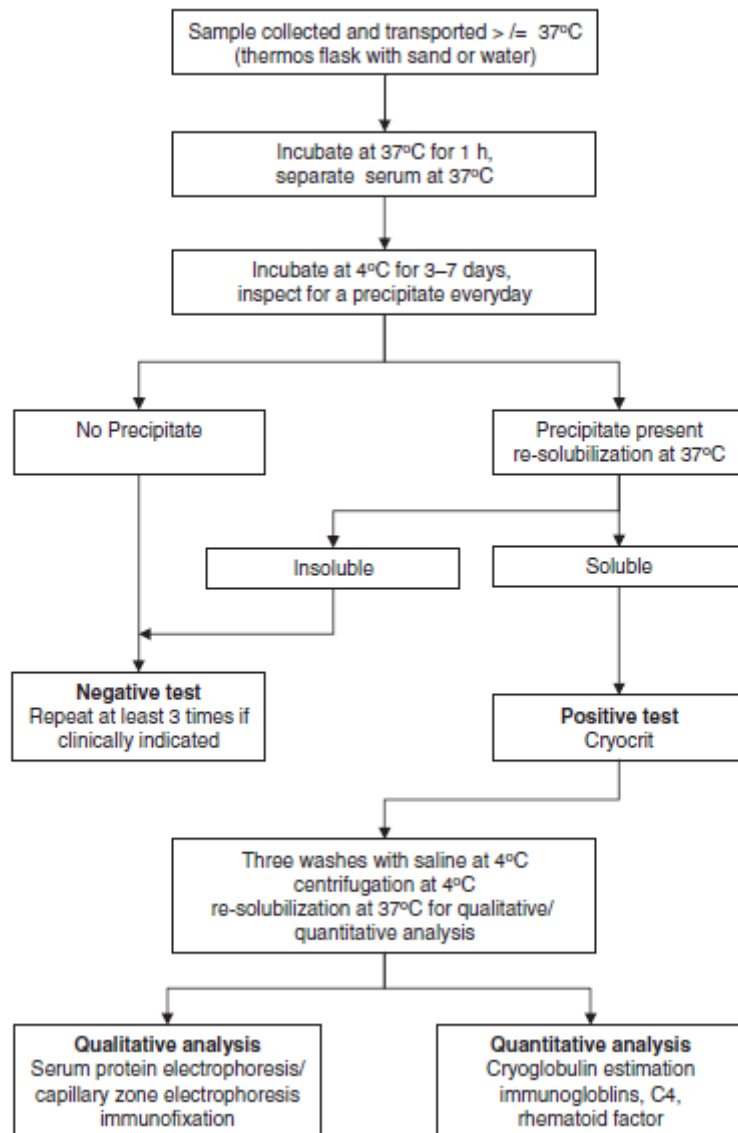 Sample collected and transported > /= 37ºC
(thermos flask with sand or water)
Incubate at 37ºC for 1 h,
separate serum at 37ºC
Incubate at 4ºC for 3–7 days,
inspect for a precipitate everyday
No Precipitate
Precipitate present
re-solubilization at 37ºC
Insoluble
Soluble
Negative test
Repeat at least 3 times if
clinically indicated
Positive test
Cryocrit
Three washes with saline at 4ºC
centrifugation at 4ºC
re-solubilization at 37ºC for qualitative/
quantitative analysis
Qualitative analysis
Serum protein electrophoresis/
capillary zone electrophoresis
immunofixation
Quantitative analysis
Cryoglobulin estimation
immunogloblins, C4,
rhematoid factor